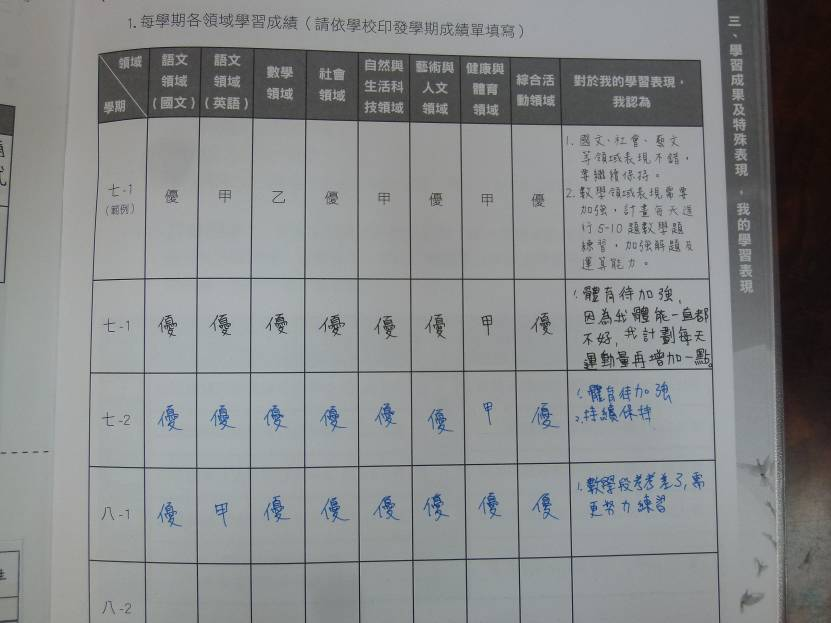 1. 每學期各領域學習成績（請依學校印發學期成績單填寫）
領域
學期
語文
領域
（國文）
語文
領域
（英語）
數學
領域
社會
領域
自然與
生活科
技領域
藝術與
人文
領域
健康與
體育
領域
綜合活
動領域
對於我的學習表現，
我認為
七-1
（範例）
優 甲 乙 優 甲 優 甲 優
1. 國文、社會、藝文
等領域表現不錯，
要繼續保持。
2. 數學領域表現需要
加強，計畫每天進
行5-10題數學題
練習，加強解題及
運算能力。
七-1
優 優 優 優 優 優 甲 優
1. 體育待加強,
因為我體能一直都
不好, 我計劃每天
運動量再增加一點。
七-2
優 優 優 優 優 優 甲 優
1. 體育待加強
2. 持續保持
八-1
優 甲 優 優 優 優 優 優
1. 數學段考考差了, 需
更努力練習
八-2
三、學習成果及特殊表現，我的學習表現